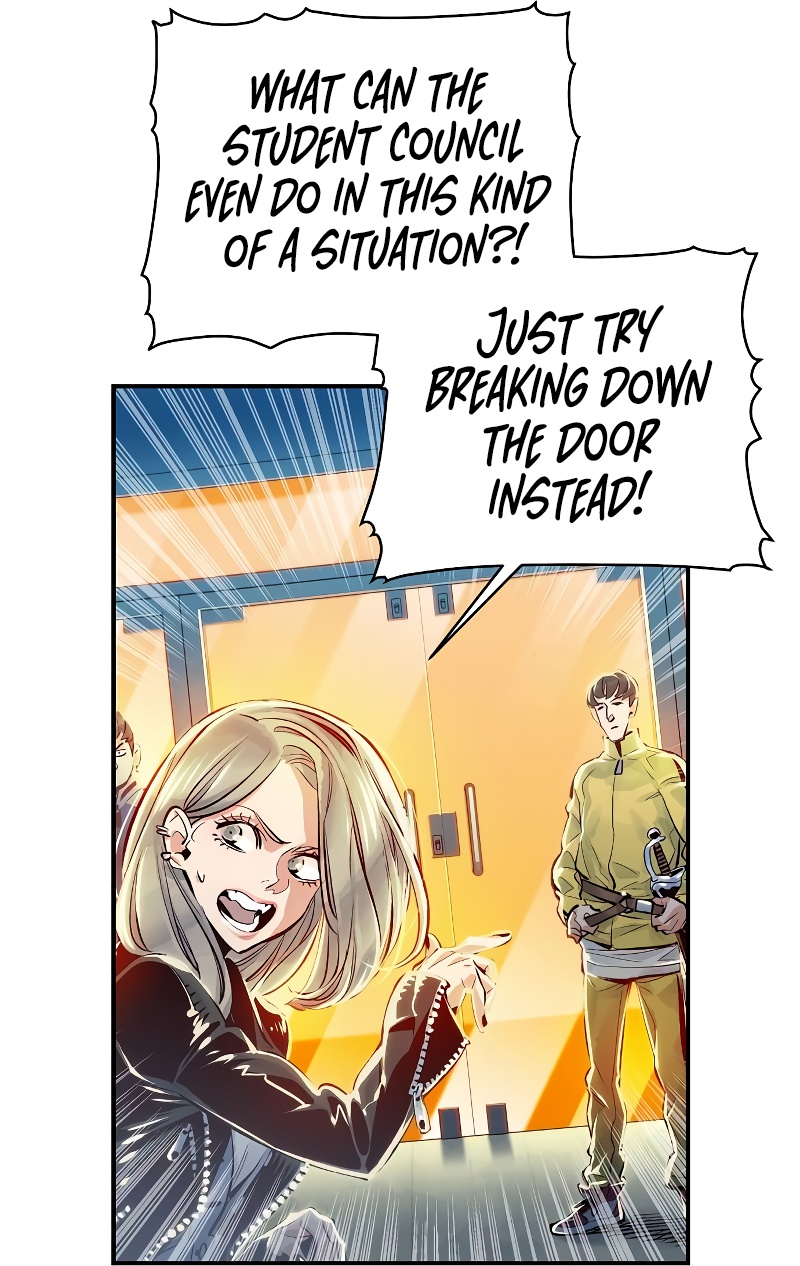 WHAT CAN THE
STUDENT COUNCIL
EVEN DO IN THIS KIND
OF A SITUATION?!
JUST TRY
BREAKING DOWN
THE DOOR
INSTEAD!